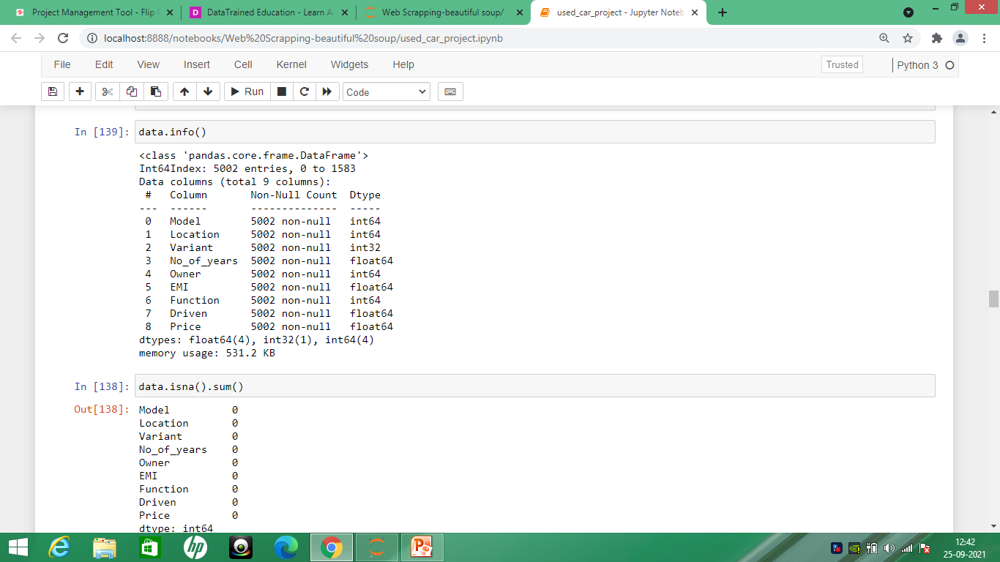 Project Management Tool - Flip
DataTrained Education - Learn
Web Scrapping-beautiful soup/
used_car_project - Jupyter Noteb
localhost:8888/notebooks/Web%20Scrapping-beautiful%20soup/used_car_project.ipynb
File Edit View Insert Cell Kernel Widgets Help Trusted Python 3
Run Code
In [139]: data.info()
<class 'pandas.core.frame.DataFrame'>
Int64Index: 5002 entries, 0 to 1583
Data columns (total 9 columns):
# Column Non-Null Count Dtype
--- ------ -------------- -----
0 Model 5002 non-null int64
1 Location 5002 non-null int64
2 Variant 5002 non-null int32
3 No_of_years 5002 non-null float64
4 Owner 5002 non-null int64
5 EMI 5002 non-null float64
6 Function 5002 non-null int64
7 Driven 5002 non-null float64
8 Price 5002 non-null float64
dtypes: float64(4), int32(1), int64(4)
memory usage: 531.2 KB
In [138]: data.isna().sum()
Out[138]: Model 0
Location 0
Variant 0
No_of_years 0
Owner 0
EMI 0
Function 0
Driven 0
Price 0
dtype: int64
12:42
25-09-2021